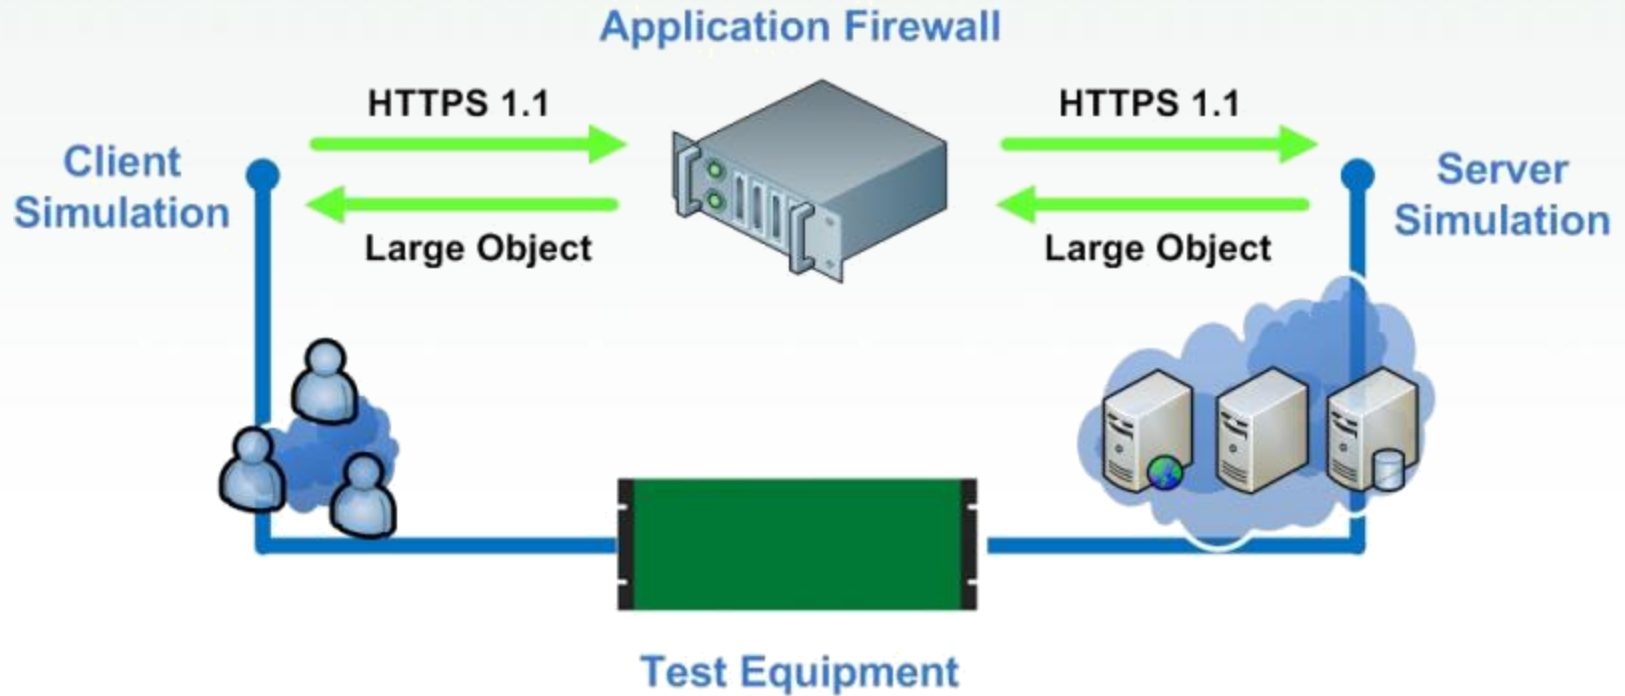 Application Firewall
HTTPS 1.1
HTTPS 1.1
Client
Simulation
Server
Simulation
Large Object
Large Object
Test Equipment